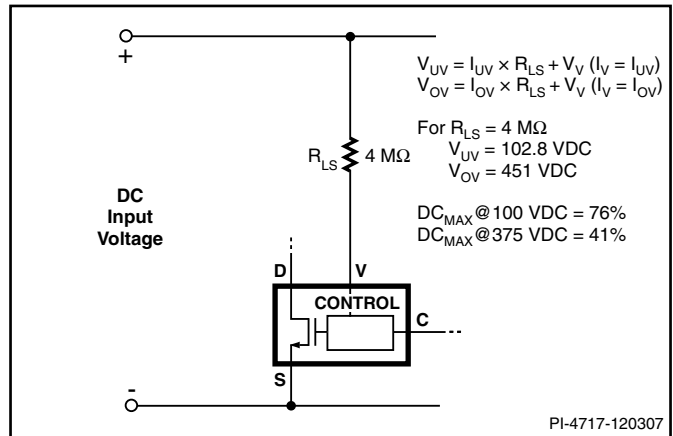 +
V_UV = I_UV × R_LS + V_V (I_V = I_UV)
V_OV = I_OV × R_LS + V_V (I_V = I_OV)
For R_LS = 4 MΩ
V_UV = 102.8 VDC
V_OV = 451 VDC
R_LS 4 MΩ
DC
Input
Voltage
DC_MAX@100 VDC = 76%
DC_MAX@375 VDC = 41%
D
V
CONTROL
C
S
-
PI-4717-120307